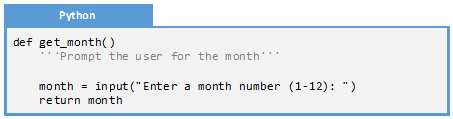 Python
def get_month()
    '''Prompt the user for the month'''
    month = input("Enter a month number (1-12): ")
    return month